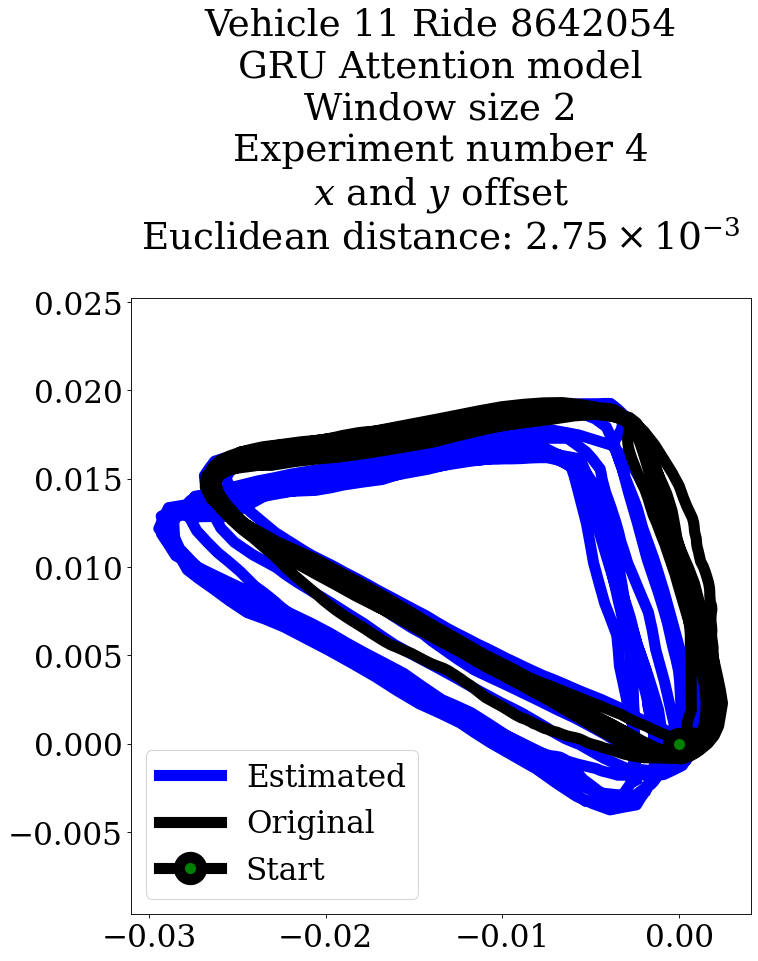 Vehicle 11 Ride 8642054
GRU Attention model
Window size 2
Experiment number 4
x and y offset
Euclidean distance: 2.75 × 10⁻³
0.025
0.020
0.015
0.010
0.005
0.000
−0.005
Estimated
Original
Start
−0.03
−0.02
−0.01
0.00